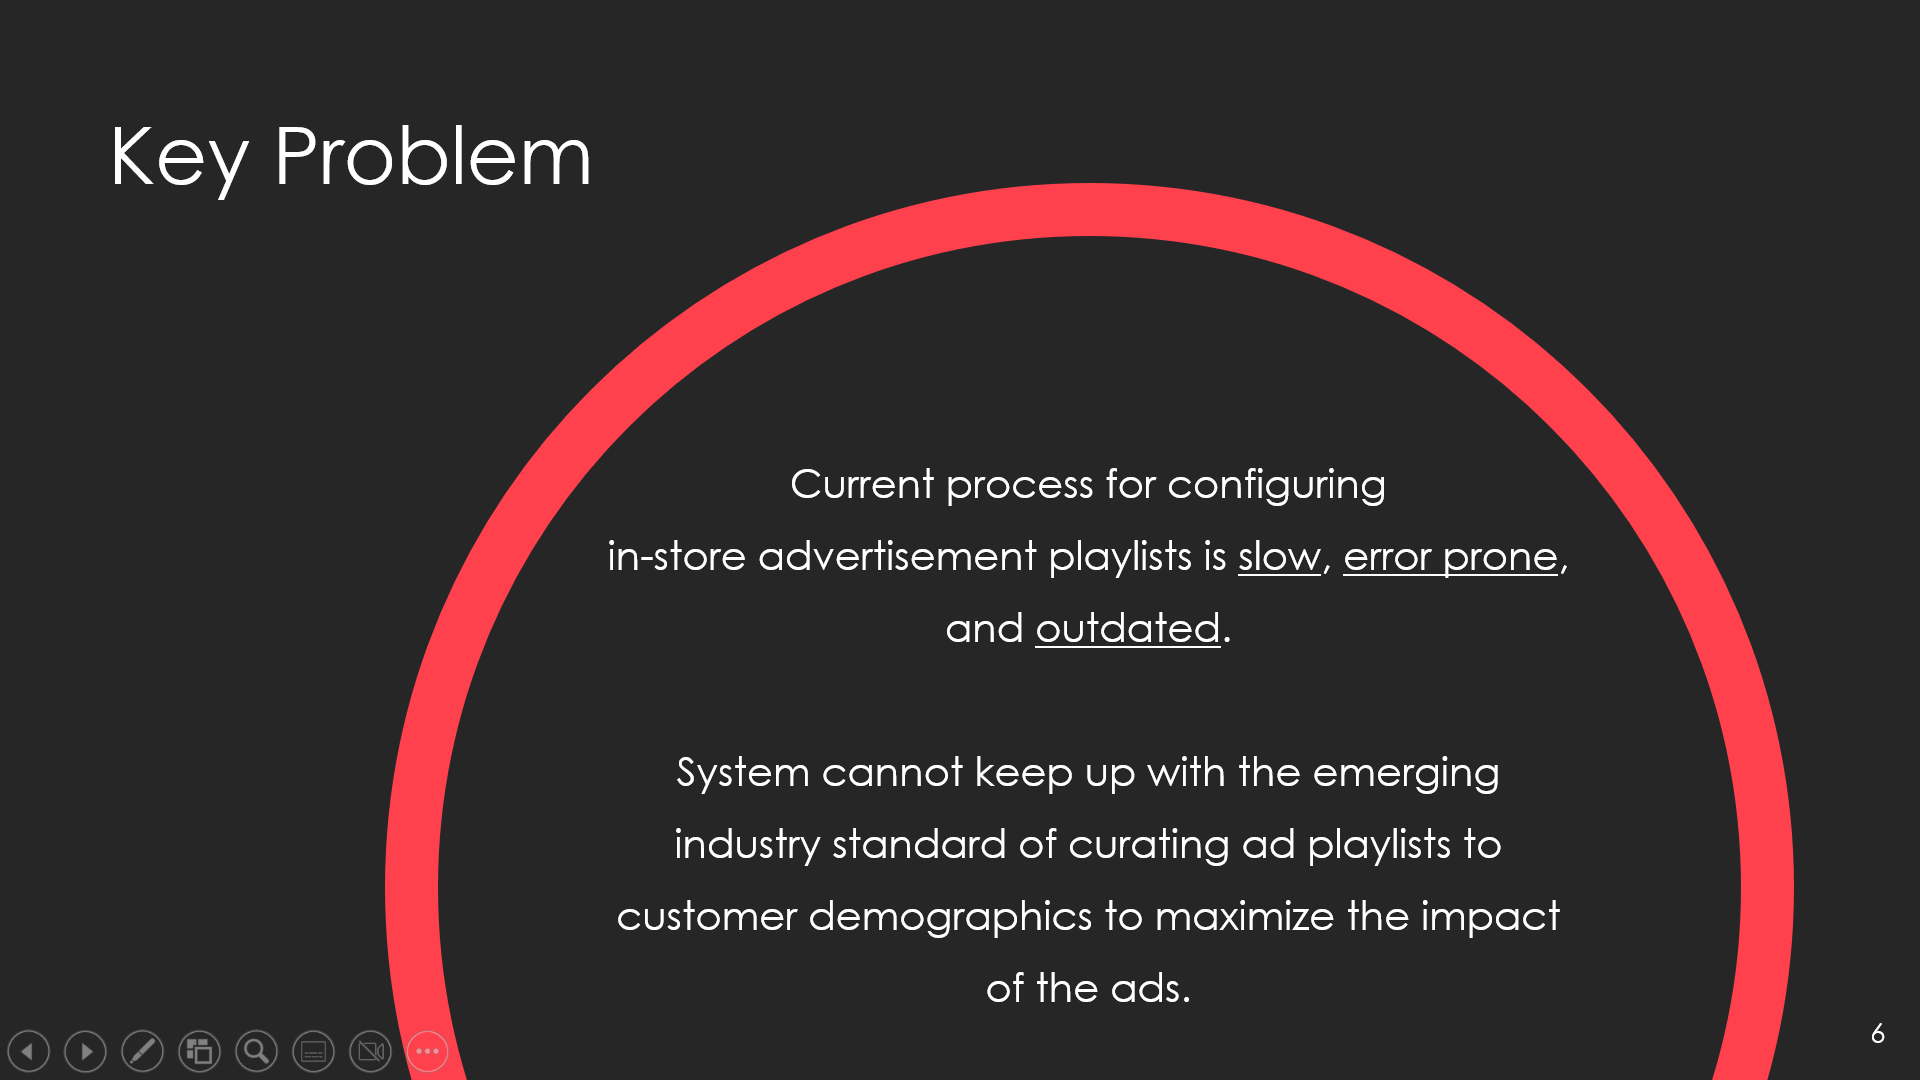 Key Problem
Current process for configuring
in-store advertisement playlists is slow, error prone,
and outdated.
System cannot keep up with the emerging
industry standard of curating ad playlists to
customer demographics to maximize the impact
of the ads.
6